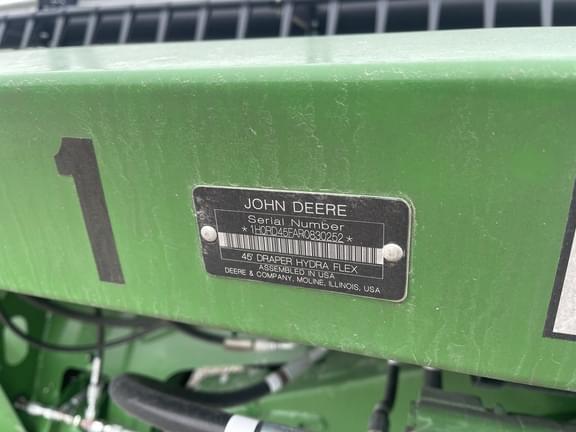 1
JOHN DEERE
Serial Number
*1H0RD45FAR0830252*
45' DRAPER HYDRA FLEX
ASSEMBLED IN USA
DEERE & COMPANY, MOLINE, ILLINOIS, USA